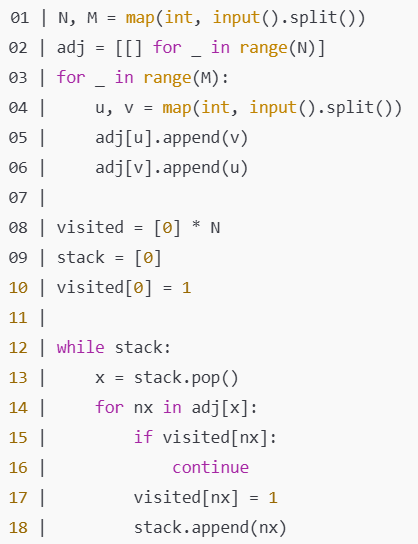 01 | N, M = map(int, input().split())
02 | adj = [[] for _ in range(N)]
03 | for _ in range(M):
04 |     u, v = map(int, input().split())
05 |     adj[u].append(v)
06 |     adj[v].append(u)
07 |
08 | visited = [0] * N
09 | stack = [0]
10 | visited[0] = 1
11 |
12 | while stack:
13 |     x = stack.pop()
14 |     for nx in adj[x]:
15 |         if visited[nx]:
16 |             continue
17 |         visited[nx] = 1
18 |         stack.append(nx)